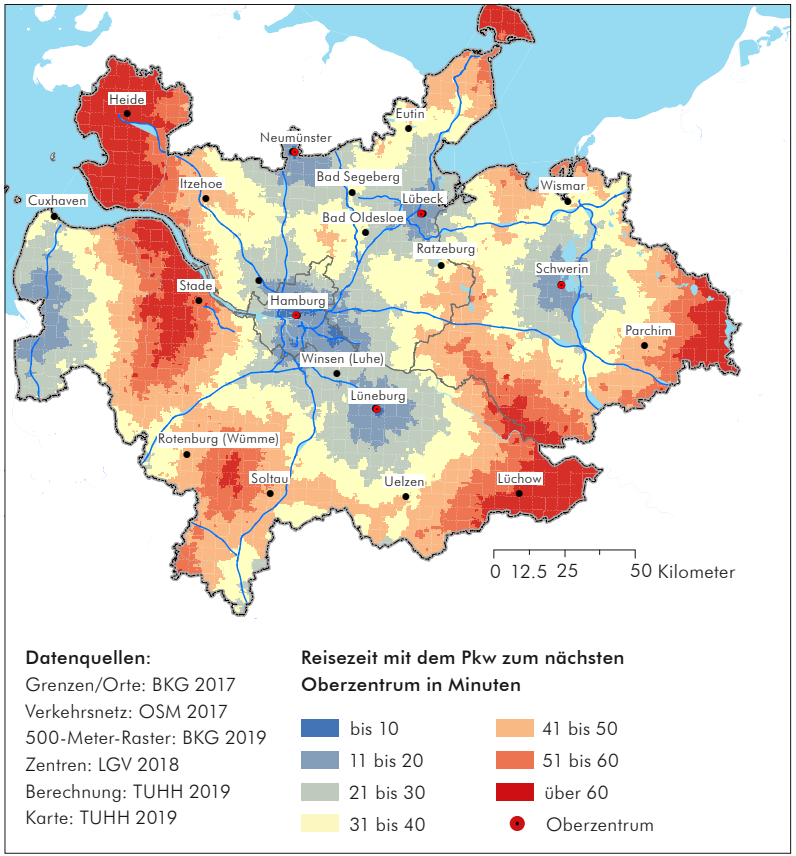 Heide
Eutin
Neumünster
Itzehoe
Bad Segeberg
Wismar
Cuxhaven
Lübeck
Bad Oldesloe
Ratzeburg
Schwerin
Stade
Hamburg
Parchim
Winsen (Luhe)
Lüneburg
Rotenburg (Wümme)
Soltau
Uelzen
Lüchow
0 12.5 25 50 Kilometer
Datenquellen:
Grenzen/Orte: BKG 2017
Verkehrsnetz: OSM 2017
500-Meter-Raster: BKG 2019
Zentren: LGV 2018
Berechnung: TUHH 2019
Karte: TUHH 2019
Reisezeit mit dem Pkw zum nächsten
Oberzentrum in Minuten
bis 10
11 bis 20
21 bis 30
31 bis 40
41 bis 50
51 bis 60
über 60
Oberzentrum